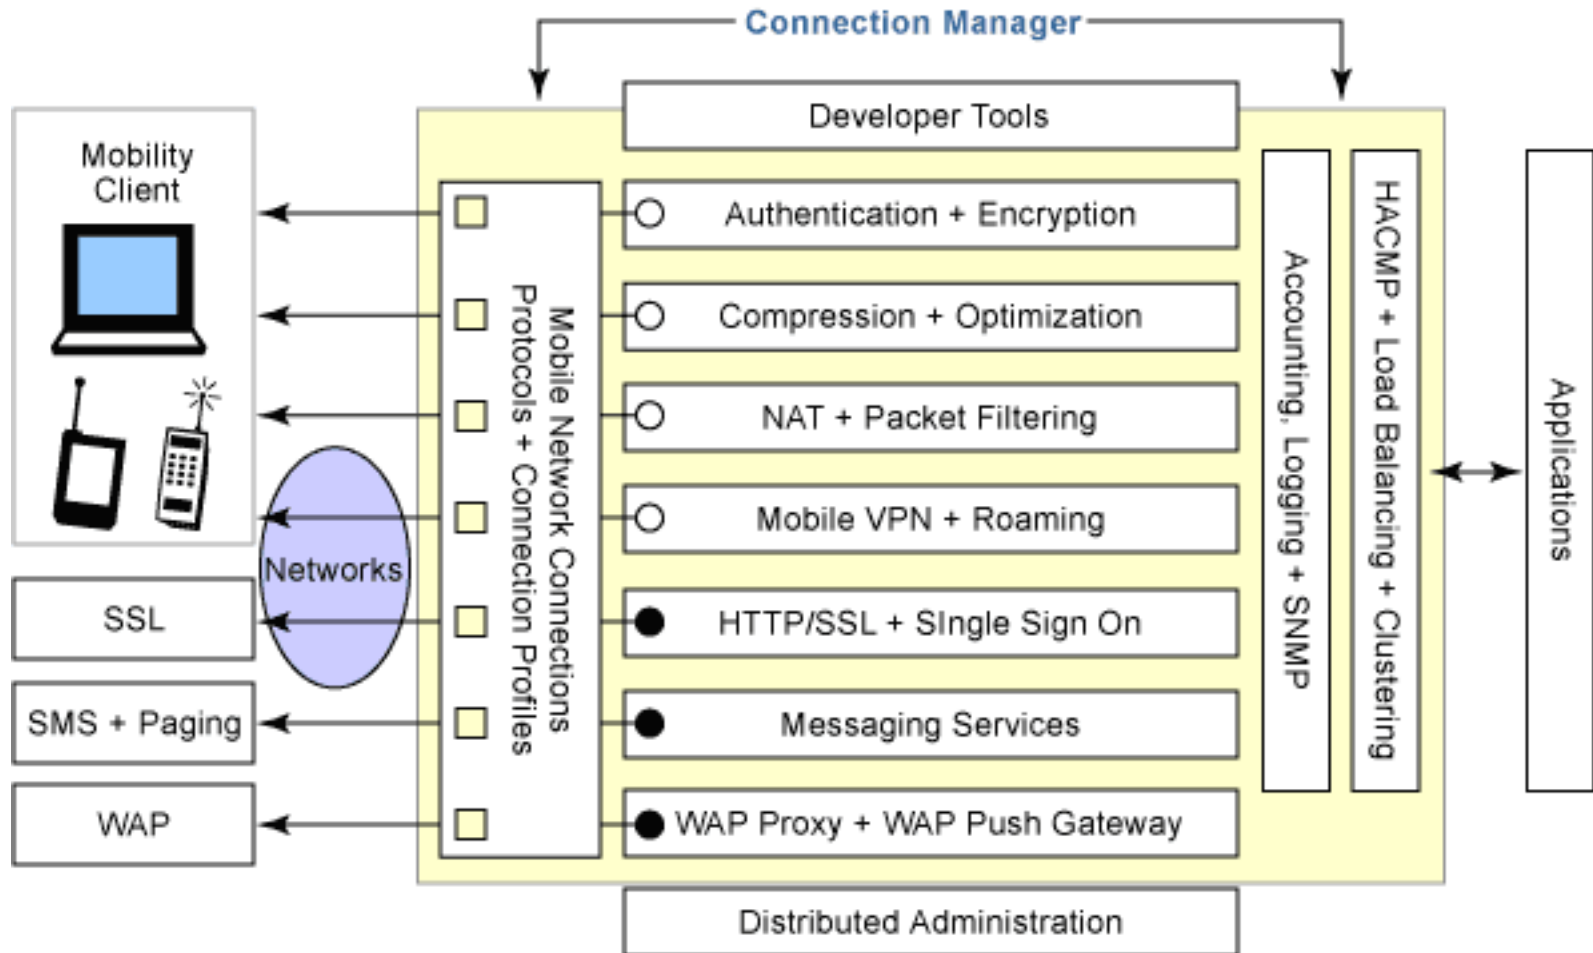 Connection Manager
Developer Tools
Mobility
Client
Authentication + Encryption
Compression + Optimization
NAT + Packet Filtering
Mobile VPN + Roaming
HTTP/SSL + SIngle Sign On
Messaging Services
WAP Proxy + WAP Push Gateway
Distributed Administration
Mobile Network Connections
Protocols + Connection Profiles
Networks
SSL
SMS + Paging
WAP
Accounting, Logging + SNMP
HACMP + Load Balancing + Clustering
Applications